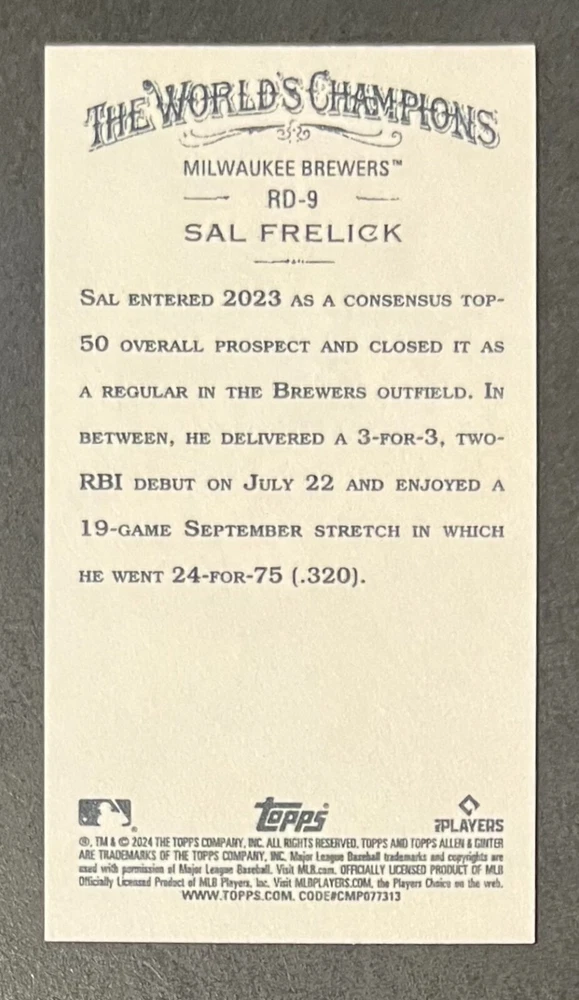 THE WORLD'S CHAMPIONS
MILWAUKEE BREWERS™
RD-9
SAL FRELICK
SAL ENTERED 2023 AS A CONSENSUS TOP-
50 OVERALL PROSPECT AND CLOSED IT AS
A REGULAR IN THE BREWERS OUTFIELD. IN
BETWEEN, HE DELIVERED A 3-FOR-3, TWO-
RBI DEBUT ON JULY 22 AND ENJOYED A
19-GAME SEPTEMBER STRETCH IN WHICH
HE WENT 24-FOR-75 (.320).
Topps
PLAYERS
®, TM & © 2024 THE TOPPS COMPANY, INC. ALL RIGHTS RESERVED. TOPPS AND TOPPS ALLEN & GINTER
ARE TRADEMARKS OF THE TOPPS COMPANY, INC. Major League Baseball trademarks and copyrights are
used with permission of Major League Baseball. Visit MLB.com. OFFICIALLY LICENSED PRODUCT OF MLB
Officially Licensed Product of MLB Players, Inc. Visit MLBPLAYERS.COM, the Players Choice on the web.
WWW.TOPPS.COM. CODE#CMP077313